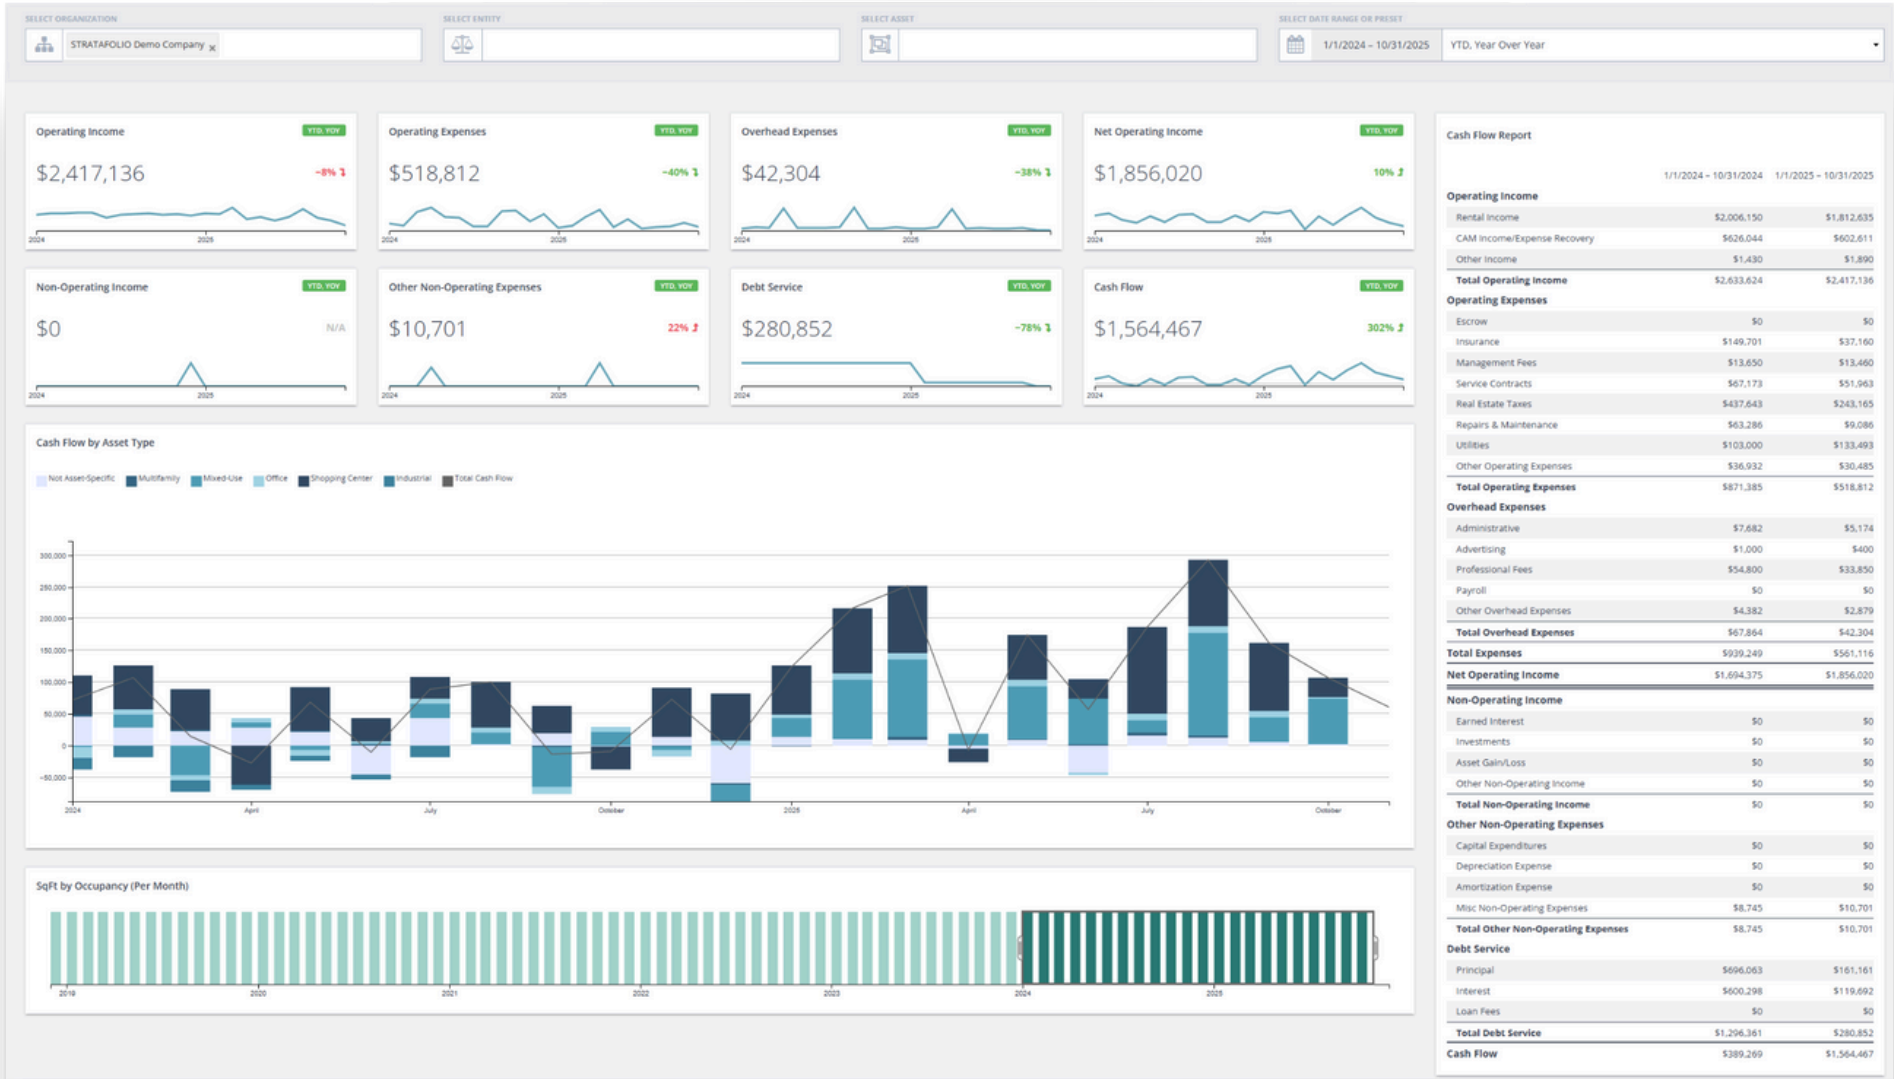 SELECT ORGANIZATION SELECT ENTITY SELECT ASSET SELECT DATE RANGE OR PRESET
STRATAFOLIO Demo Company × 1/1/2024 – 10/31/2025 YTD, Year Over Year
Operating Income YTD, YOY
$2,417,136 -8%
2024 2025
Operating Expenses YTD, YOY
$518,812 -40%
2024 2025
Overhead Expenses YTD, YOY
$42,304 -38%
2024 2025
Net Operating Income YTD, YOY
$1,856,020 10%
2024 2025
Non-Operating Income YTD, YOY
$0 N/A
2024 2025
Other Non-Operating Expenses YTD, YOY
$10,701 22%
2024 2025
Debt Service YTD, YOY
$280,852 -78%
2024 2025
Cash Flow YTD, YOY
$1,564,467 302%
2024 2025
Cash Flow by Asset Type
Not Asset-Specific Multifamily Mixed-Use Office Shopping Center Industrial Total Cash Flow
300,000
250,000
200,000
150,000
100,000
50,000
0
-50,000
2024 April July October 2025 April July October
SqFt by Occupancy (Per Month)
2019 2020 2021 2022 2023 2024 2025
Cash Flow Report
1/1/2024 – 10/31/2024 1/1/2025 – 10/31/2025
Operating Income
Rental Income $2,006,150 $1,812,635
CAM Income/Expense Recovery $626,044 $602,611
Other Income $1,430 $1,890
Total Operating Income $2,633,624 $2,417,136
Operating Expenses
Escrow $0 $0
Insurance $149,701 $37,160
Management Fees $13,650 $13,460
Service Contracts $67,173 $51,963
Real Estate Taxes $437,643 $243,165
Repairs & Maintenance $63,286 $9,086
Utilities $103,000 $133,493
Other Operating Expenses $36,932 $30,485
Total Operating Expenses $871,385 $518,812
Overhead Expenses
Administrative $7,682 $5,174
Advertising $1,000 $400
Professional Fees $54,800 $33,850
Payroll $0 $0
Other Overhead Expenses $4,382 $2,879
Total Overhead Expenses $67,864 $42,304
Total Expenses $939,249 $561,116
Net Operating Income $1,694,375 $1,856,020
Non-Operating Income
Earned Interest $0 $0
Investments $0 $0
Asset Gain/Loss $0 $0
Other Non-Operating Income $0 $0
Total Non-Operating Income $0 $0
Other Non-Operating Expenses
Capital Expenditures $0 $0
Depreciation Expense $0 $0
Amortization Expense $0 $0
Misc Non-Operating Expenses $8,745 $10,701
Total Other Non-Operating Expenses $8,745 $10,701
Debt Service
Principal $696,063 $161,161
Interest $600,298 $119,692
Loan Fees $0 $0
Total Debt Service $1,296,361 $280,852
Cash Flow $389,269 $1,564,467